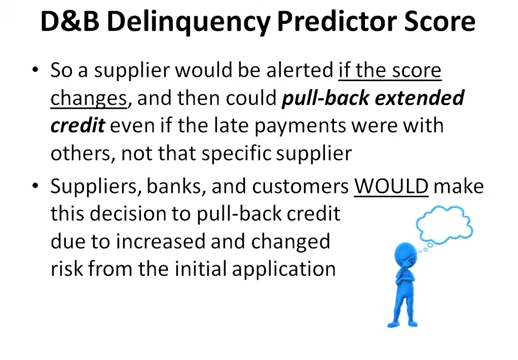 D&B Delinquency Predictor Score
• So a supplier would be alerted if the score
changes, and then could pull-back extended
credit even if the late payments were with
others, not that specific supplier
• Suppliers, banks, and customers WOULD make
this decision to pull-back credit
due to increased and changed
risk from the initial application